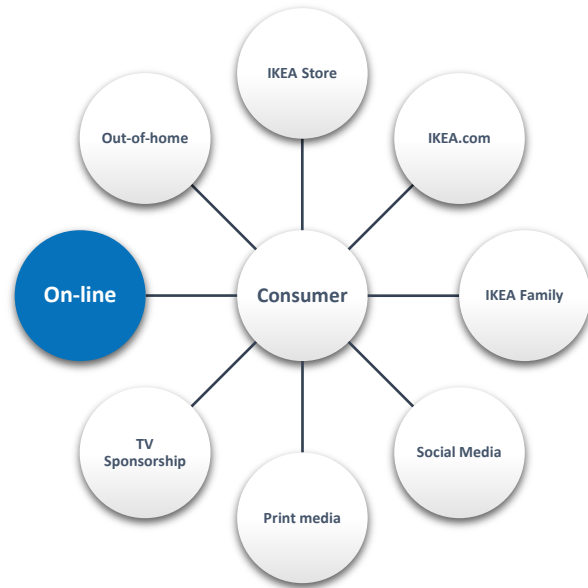 IKEA Store
Out-of-home
IKEA.com
On-line
Consumer
IKEA Family
TV
Sponsorship
Social Media
Print media